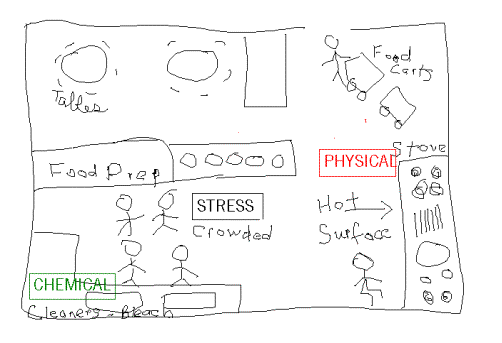 Food
Carts
Tables
Stove
Food Prep
PHYSICAL
Hot
Surface
STRESS
Crowded
CHEMICAL
Cleaners - Bleach